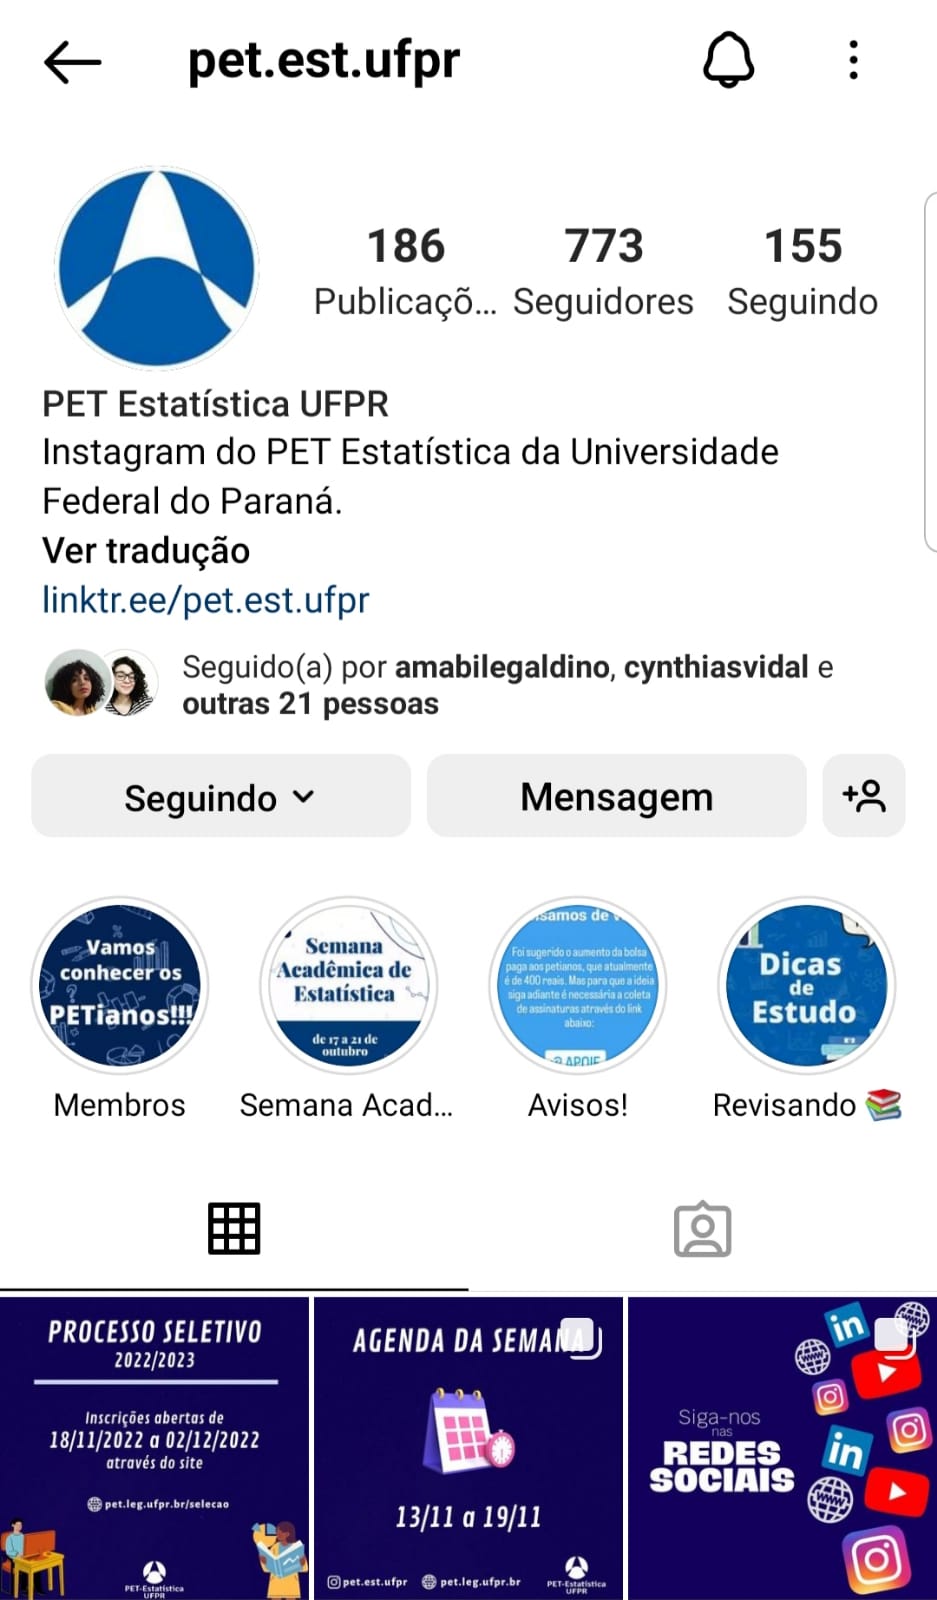 pet.est.ufpr
186
773
155
Publicaçõ...
Seguidores
Seguindo
PET Estatística UFPR
Instagram do PET Estatística da Universidade
Federal do Paraná.
Ver tradução
linktr.ee/pet.est.ufpr
Seguido(a) por amabilegaldino, cynthiasvidal e
outras 21 pessoas
Seguindo
Mensagem
Vamos
conhecer os
PETianos!!!
Semana
Acadêmica de
Estatística
de 17 a 21 de
outubro
samos de
Foi sugerido o aumento da bolsa
paga aos petianos, que atualmente
é de 400 reais. Mas para que a ideia
siga adiante é necessária a coleta
de assinaturas através do link
abaixo:
APOIE
Dicas
de
Estudo
Membros
Semana Acad...
Avisos!
Revisando
PROCESSO SELETIVO
2022/2023
Inscrições abertas de
18/11/2022 a 02/12/2022
através do site
pet.leg.ufpr.br/selecao
PET-Estatística
UFPR
AGENDA DA SEMANA
13/11 a 19/11
pet.est.ufpr
pet.leg.ufpr.br
PET-Estatística
UFPR
Siga-nos
nas
REDES
SOCIAIS
in
in